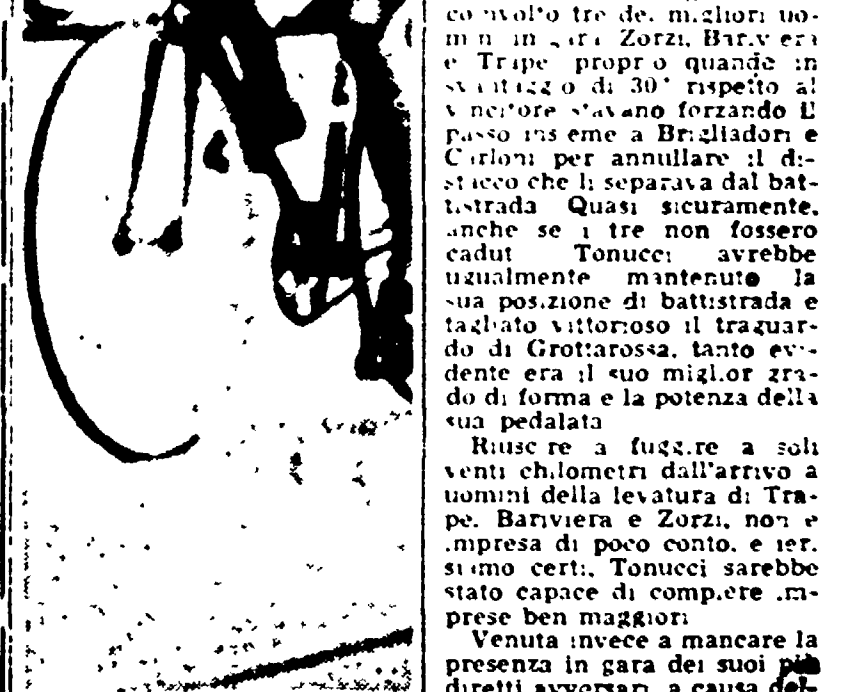 convolto tre dei migliori uo-
mini in gara Zorzi, Bariviera
e Trape proprio quando in
svantaggio di 30" rispetto al
vincitore stavano forzando il
passo insieme a Brigliadori e
Carloni per annullare il di-
stacco che li separava dal bat-
tistrada Quasi sicuramente,
anche se i tre non fossero
caduti Tonucci avrebbe
ugualmente mantenuto la
sua posizione di battistrada e
tagliato vittorioso il traguar-
do di Grottarossa, tanto evi-
dente era il suo miglior gra-
do di forma e la potenza della
sua pedalata
Riuscire a fuggire a soli
venti chilometri dall'arrivo a
uomini della levatura di Tra-
pe, Bariviera e Zorzi, non e
impresa di poco conto, e ier,
siamo certi, Tonucci sarebbe
stato capace di compiere im-
prese ben maggiori
Venuta invece a mancare la
presenza in gara dei suoi più
diretti avversari, a causa del-